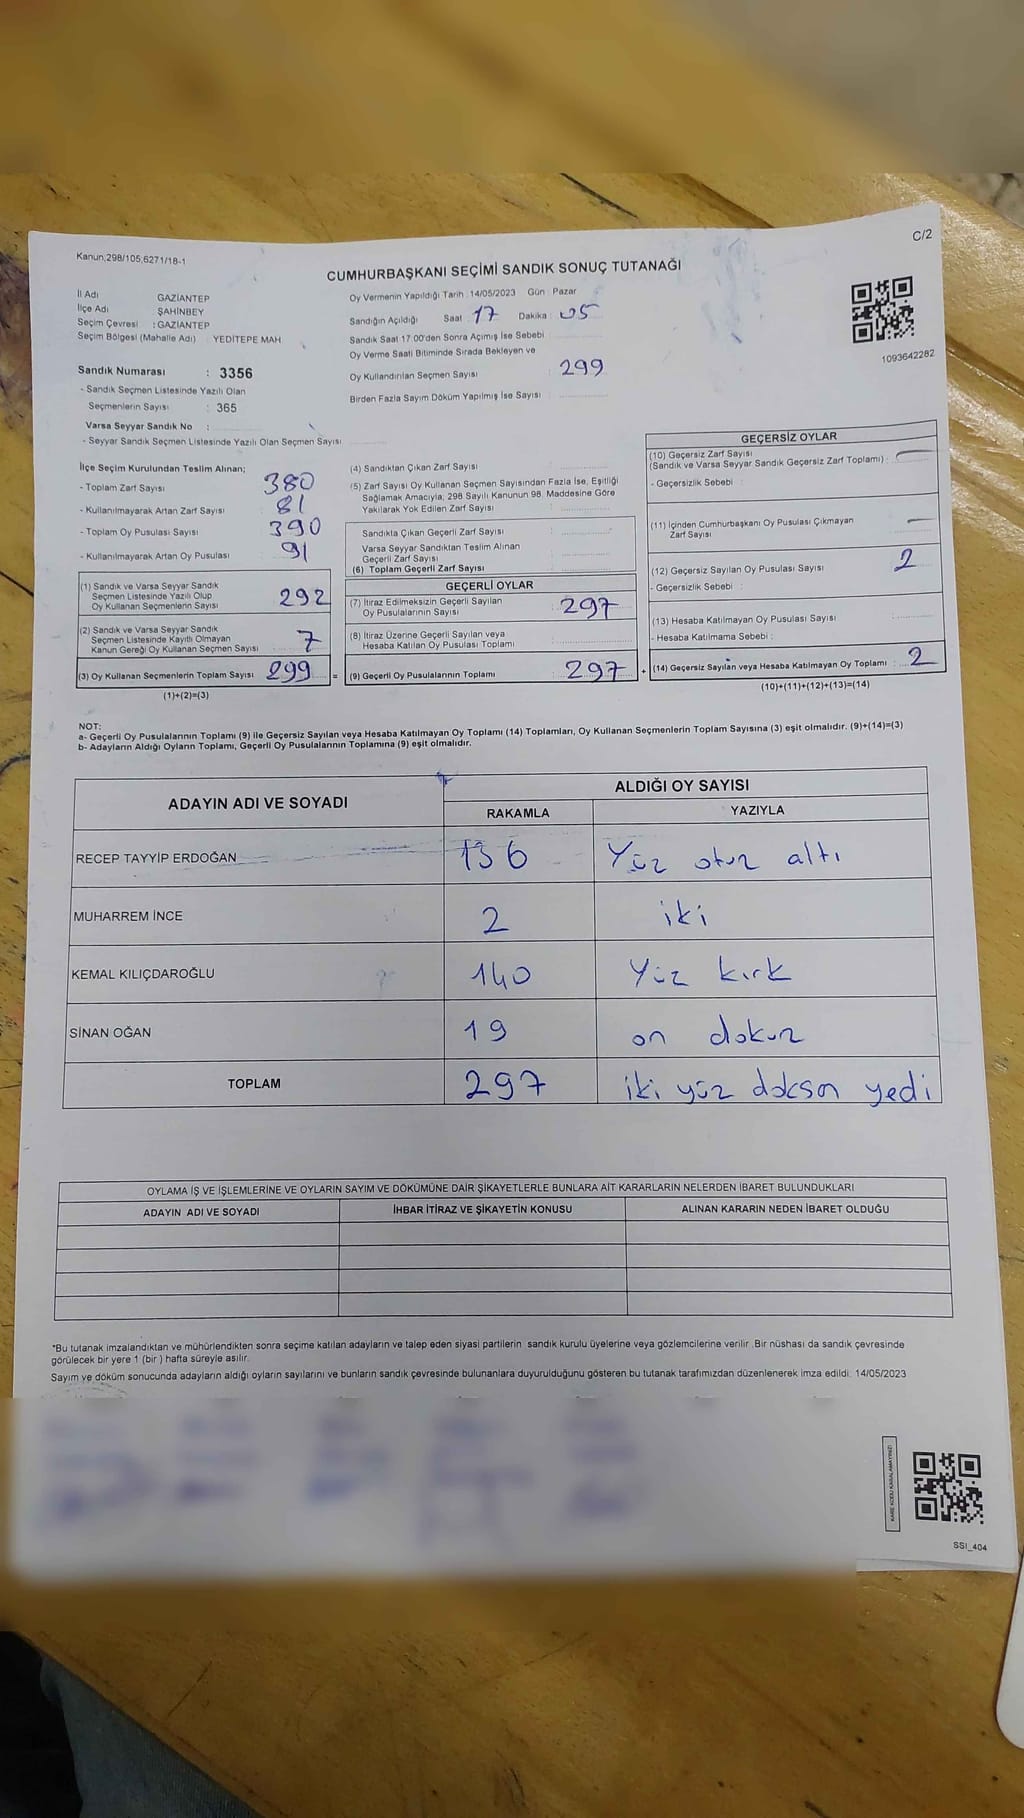 Kanun;298/105,6271/18-1
C/2
CUMHURBAŞKANI SEÇİMİ SANDIK SONUÇ TUTANAĞI
İl Adı GAZİANTEP
İlçe Adı ŞAHİNBEY
Seçim Çevresi : GAZİANTEP
Seçim Bölgesi (Mahalle Adı) YEDİTEPE MAH
Sandık Numarası : 3356
- Sandık Seçmen Listesinde Yazılı Olan
Seçmenlerin Sayısı : 365
Varsa Seyyar Sandık No :
- Seyyar Sandık Seçmen Listesinde Yazılı Olan Seçmen Sayısı
Oy Vermenin Yapıldığı Tarih : 14/05/2023 Gün : Pazar
Sandığın Açıldığı Saat 17 Dakika : 05
Sandık Saat 17.00'den Sonra Açımış İse Sebebi
Oy Verme Saati Bitiminde Sırada Bekleyen ve
Oy Kullandırılan Seçmen Sayısı : 299
Birden Fazla Sayım Döküm Yapılmış İse Sayısı :
1093642282
İlçe Seçim Kurulundan Teslim Alınan;
- Toplam Zarf Sayısı 380
- Kullanılmayarak Artan Zarf Sayısı 81
- Toplam Oy Pusulası Sayısı 390
- Kullanılmayarak Artan Oy Pusulası 91
(1) Sandık ve Varsa Seyyar Sandık
Seçmen Listesinde Yazılı Olup
Oy Kullanan Seçmenlerin Sayısı 292
(2) Sandık ve Varsa Seyyar Sandık
Seçmen Listesinde Kayıtlı Olmayan
Kanun Gereği Oy Kullanan Seçmen Sayısı 7
(3) Oy Kullanan Seçmenlerin Toplam Sayısı 299 =
(1)+(2)=(3)
(4) Sandıktan Çıkan Zarf Sayısı
(5) Zarf Sayısı Oy Kullanan Seçmen Sayısından Fazla İse, Eşitliği
Sağlamak Amacıyla; 298 Sayılı Kanunun 98. Maddesine Göre
Yakılarak Yok Edilen Zarf Sayısı
Sandıkta Çıkan Geçerli Zarf Sayısı
Varsa Seyyar Sandıktan Teslim Alınan
Geçerli Zarf Sayısı
(6) Toplam Geçerli Zarf Sayısı
GEÇERLİ OYLAR
(7) İtiraz Edilmeksizin Geçerli Sayılan
Oy Pusulalarının Sayısı : 297
(8) İtiraz Üzerine Geçerli Sayılan veya
Hesaba Katılan Oy Pusulası Toplamı
(9) Geçerli Oy Pusulalarının Toplamı 297 +
GEÇERSİZ OYLAR
(10) Geçersiz Zarf Sayısı
(Sandık ve Varsa Seyyar Sandık Geçersiz Zarf Toplamı) : —
- Geçersizlik Sebebi :
(11) İçinden Cumhurbaşkanı Oy Pusulası Çıkmayan
Zarf Sayısı —
(12) Geçersiz Sayılan Oy Pusulası Sayısı 2
- Geçersizlik Sebebi :
(13) Hesaba Katılmayan Oy Pusulası Sayısı :
- Hesaba Katılmama Sebebi :
(14) Geçersiz Sayılan veya Hesaba Katılmayan Oy Toplamı : 2
(10)+(11)+(12)+(13)=(14)
NOT:
a- Geçerli Oy Pusulalarının Toplamı (9) ile Geçersiz Sayılan veya Hesaba Katılmayan Oy Toplamı (14) Toplamları, Oy Kullanan Seçmenlerin Toplam Sayısına (3) eşit olmalıdır. (9)+(14)=(3)
b- Adayların Aldığı Oyların Toplamı, Geçerli Oy Pusulalarının Toplamına (9) eşit olmalıdır.
ADAYIN ADI VE SOYADI ALDIĞI OY SAYISI
RAKAMLA YAZIYLA
RECEP TAYYİP ERDOĞAN 136 Yüz otuz altı
MUHARREM İNCE 2 iki
KEMAL KILIÇDAROĞLU 140 Yüz kırk
SİNAN OĞAN 19 on dokuz
TOPLAM 297 iki yüz doksan yedi
OYLAMA İŞ VE İŞLEMLERİNE VE OYLARIN SAYIM VE DÖKÜMÜNE DAİR ŞİKAYETLERLE BUNLARA AİT KARARLARIN NELERDEN İBARET BULUNDUKLARI
ADAYIN ADI VE SOYADI İHBAR İTİRAZ VE ŞİKAYETİN KONUSU ALINAN KARARIN NEDEN İBARET OLDUĞU
*Bu tutanak imzalandıktan ve mühürlendikten sonra seçime katılan adayların ve talep eden siyasi partilerin sandık kurulu üyelerine veya gözlemcilerine verilir. Bir nüshası da sandık çevresinde
görülecek bir yere 1 (bir ) hafta süreyle asılır.
Sayım ve döküm sonucunda adayların aldığı oyların sayılarını ve bunların sandık çevresinde bulunanlara duyurulduğunu gösteren bu tutanak tarafımızdan düzenlenerek imza edildi. 14/05/2023
KARE KODU KARALAMAYINIZ!
SSI_404